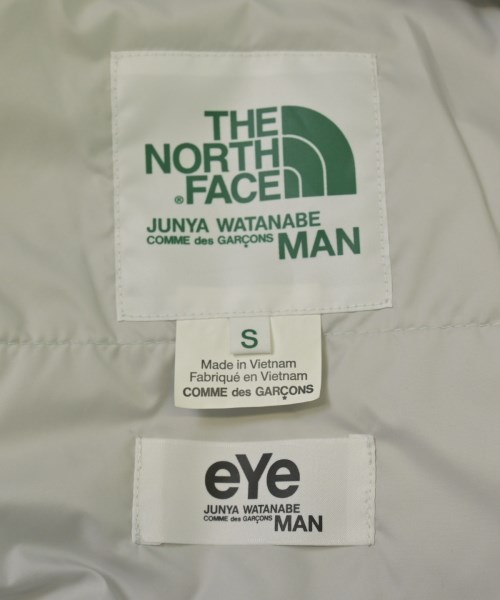 THE
NORTH
® FACE
JUNYA WATANABE
COMME des GARÇONS MAN
S
Made in Vietnam
Fabriqué en Vietnam
COMME des GARÇONS
eYe
JUNYA WATANABE
COMME des GARÇONS MAN